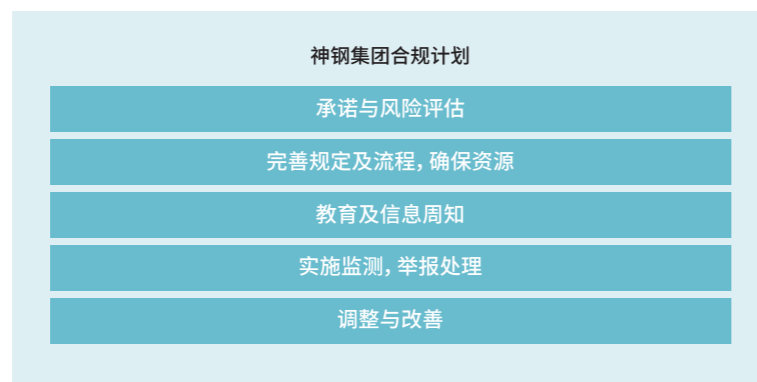 神钢集团合规计划
承诺与风险评估
完善规定及流程，确保资源
教育及信息周知
实施监测，举报处理
调整与改善